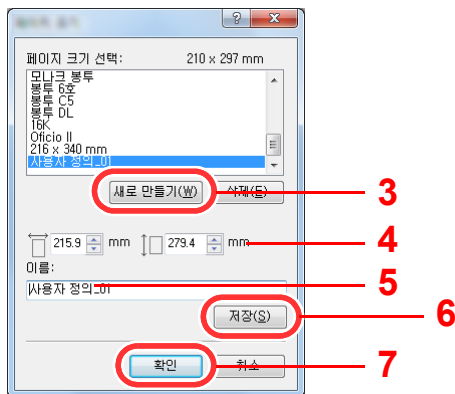 페이지 크기 선택: 210 x 297 mm
모나크 봉투
봉투 6호
봉투 C5
봉투 DL
16K
Oficio II
216 x 340 mm
사용자 정의_01
새로 만들기(W) 삭제(E) 3
215.9 mm 279.4 mm 4
이름:
사용자 정의_01 5
저장(S) 6
확인 취소 7